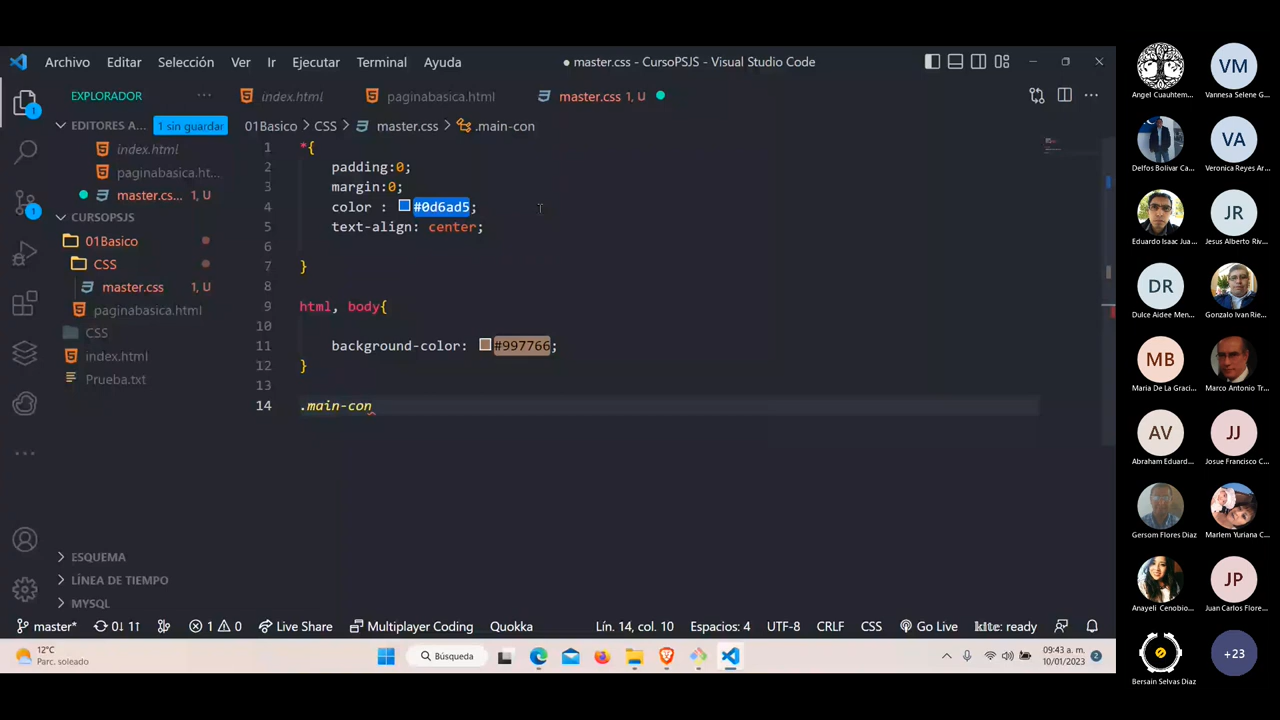 Archivo Editar Selección Ver Ir Ejecutar Terminal Ayuda
● master.css - CursoPSJS - Visual Studio Code
EXPLORADOR
index.html
paginabasica.html
master.css 1, U
EDITORES A...
1 sin guardar
01Basico > CSS > master.css > .main-con
index.html
paginabasica.ht...
master.cs... 1, U
CURSOPSJS
01Basico
CSS
master.css 1, U
paginabasica.html
CSS
index.html
Prueba.txt
ESQUEMA
LÍNEA DE TIEMPO
MYSQL
1 *{
2 padding:0;
3 margin:0;
4 color : #0d6ad5;
5 text-align: center;
6
7 }
8
9 html, body{
10
11 background-color: #997766;
12 }
13
14 .main-con
master* 0↓ 1↑ 1 0 Live Share Multiplayer Coding Quokka Lín. 14, col. 10 Espacios: 4 UTF-8 CRLF CSS Go Live kite: ready
12°C
Parc. soleado
Búsqueda
09:43 a. m.
10/01/2023
2
1
1
Angel Cuauhtem...
VM
Vannesa Selene G...
Delfos Bolivar Ca...
VA
Veronica Reyes Ar...
Eduardo Isaac Jua...
JR
Jesus Alberto Riv...
DR
Dulce Aidee Men...
Gonzalo Ivan Rie...
MB
Maria De La Graci...
Marco Antonio Tr...
AV
Abraham Eduard...
JJ
Josue Francisco C...
Gersom Flores Diaz
Marlem Yuriana C...
Anayeli Cenobio...
JP
Juan Carlos Flore...
Bersain Selvas Diaz
+23